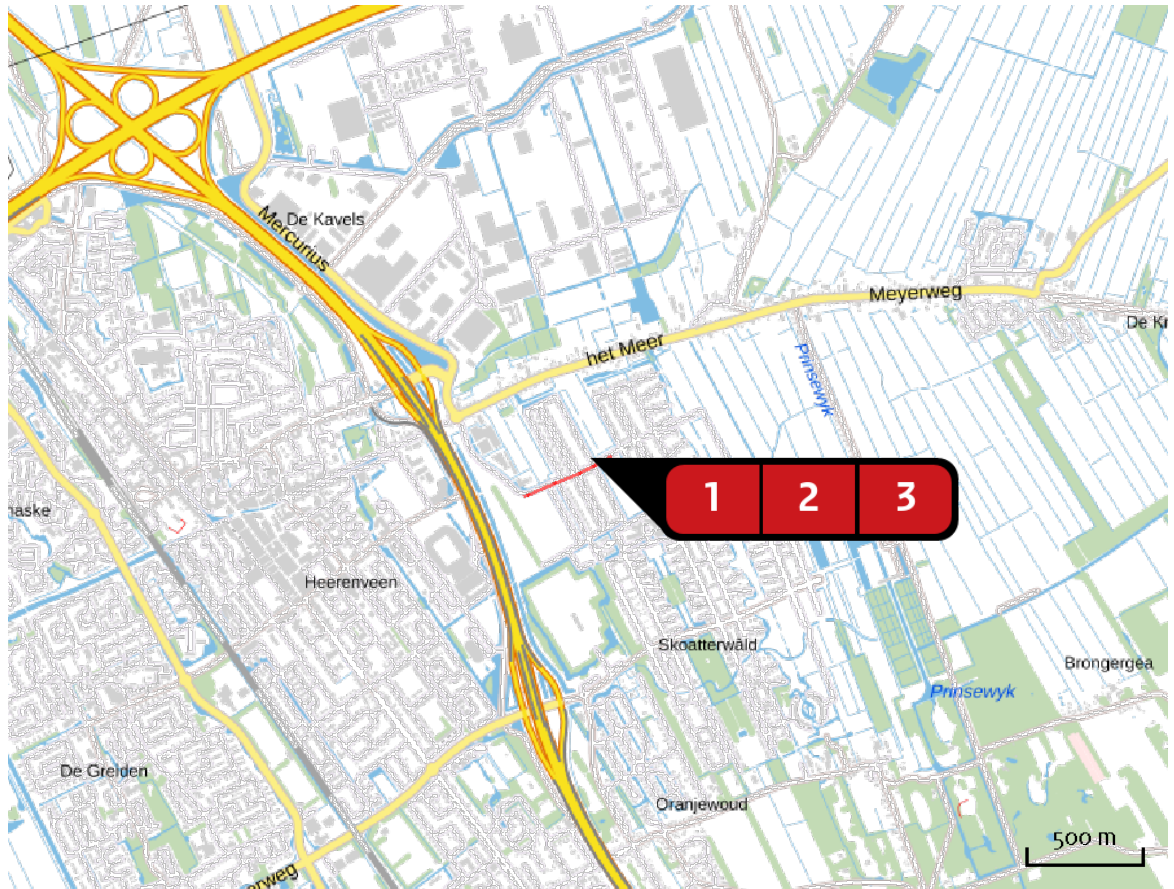 De Kavels
Mercurius
Meyerweg
De Kr
het Meer
Prinsewyk
1 2 3
naske
Heerenveen
Skoatterwâld
Brongergea
Prinsewyk
De Greiden
Oranjewoud
500 m
erweg